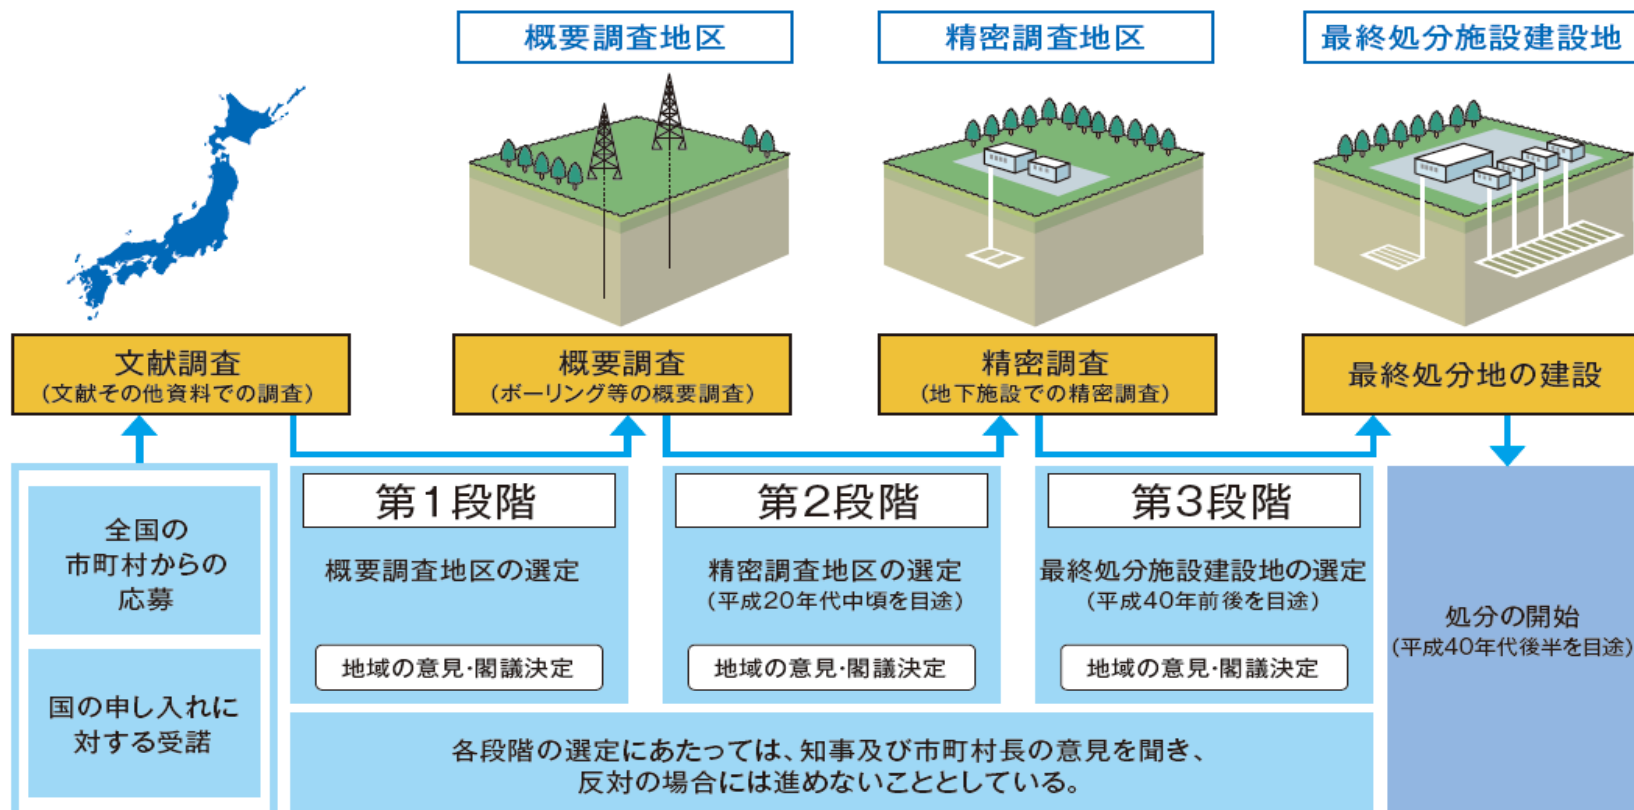 概要調査地区
精密調査地区
最終処分施設建設地
文献調査
(文献その他資料での調査)
概要調査
(ボーリング等の概要調査)
精密調査
(地下施設での精密調査)
最終処分地の建設
全国の
市町村からの
応募
国の申し入れに
対する受諾
第1段階
概要調査地区の選定
地域の意見・閣議決定
第2段階
精密調査地区の選定
(平成20年代中頃を目途)
地域の意見・閣議決定
第3段階
最終処分施設建設地の選定
(平成40年前後を目途)
地域の意見・閣議決定
各段階の選定にあたっては、知事及び市町村長の意見を聞き、
反対の場合には進めないこととしている。
処分の開始
(平成40年代後半を目途)